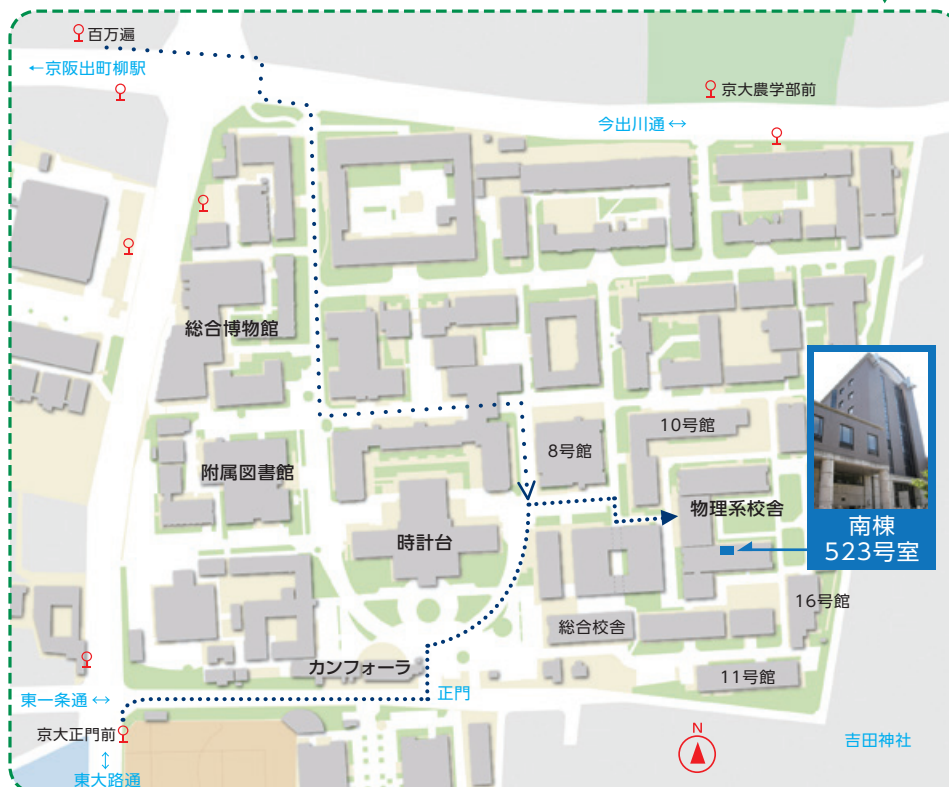 百万遍
←京阪出町柳駅
京大農学部前
今出川通↔
総合博物館
10号館
8号館
附属図書館
物理系校舎
南棟
523号室
時計台
16号館
総合校舎
カンフォーラ
11号館
東一条通↔
正門
N
京大正門前
吉田神社
↕
東大路通